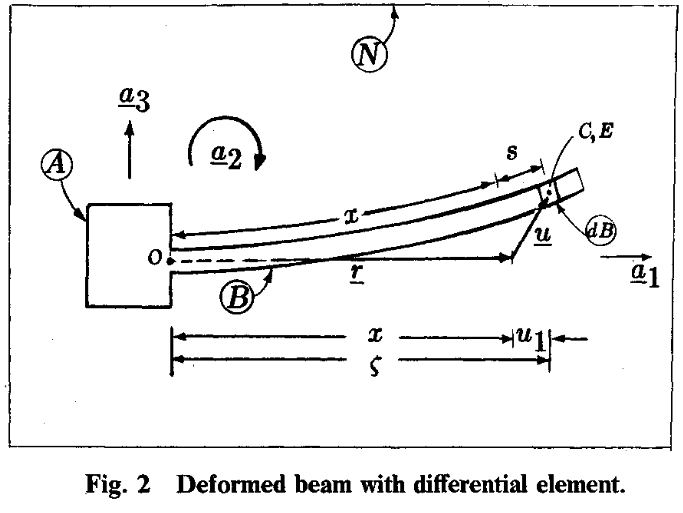 N
a3
A
a2
s
C, E
x
u
dB
O
r
a1
B
x
u1
ζ
Fig. 2 Deformed beam with differential element.